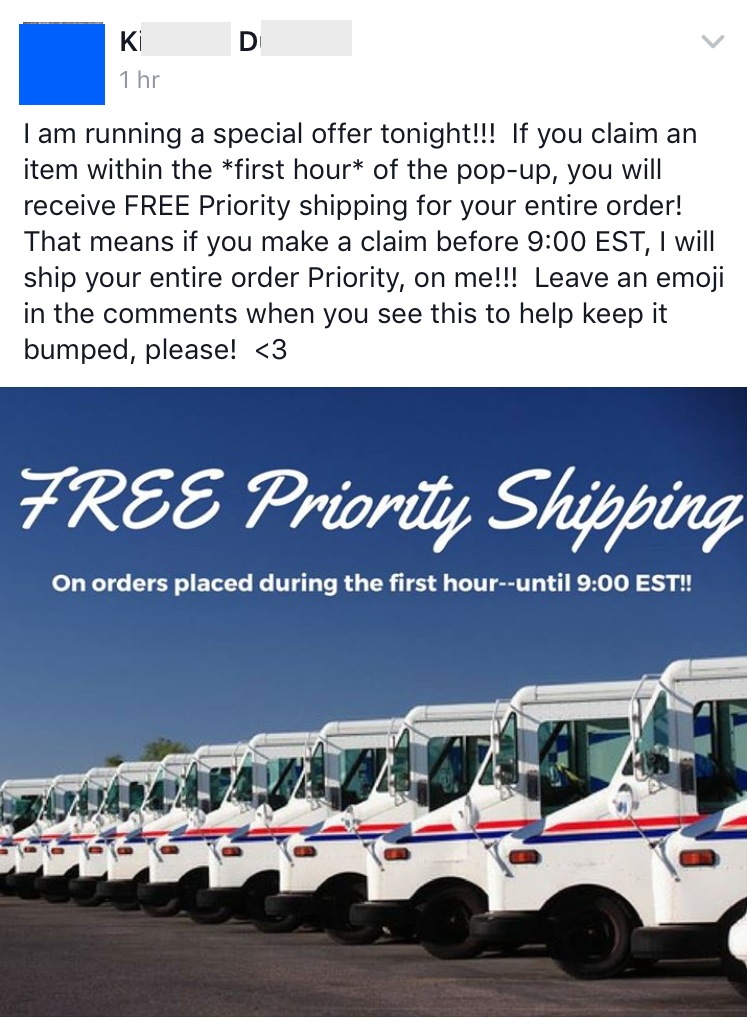 Ki D
1 hr
I am running a special offer tonight!!! If you claim an
item within the *first hour* of the pop-up, you will
receive FREE Priority shipping for your entire order!
That means if you make a claim before 9:00 EST, I will
ship your entire order Priority, on me!!! Leave an emoji
in the comments when you see this to help keep it
bumped, please! <3
FREE Priority Shipping
On orders placed during the first hour--until 9:00 EST!!